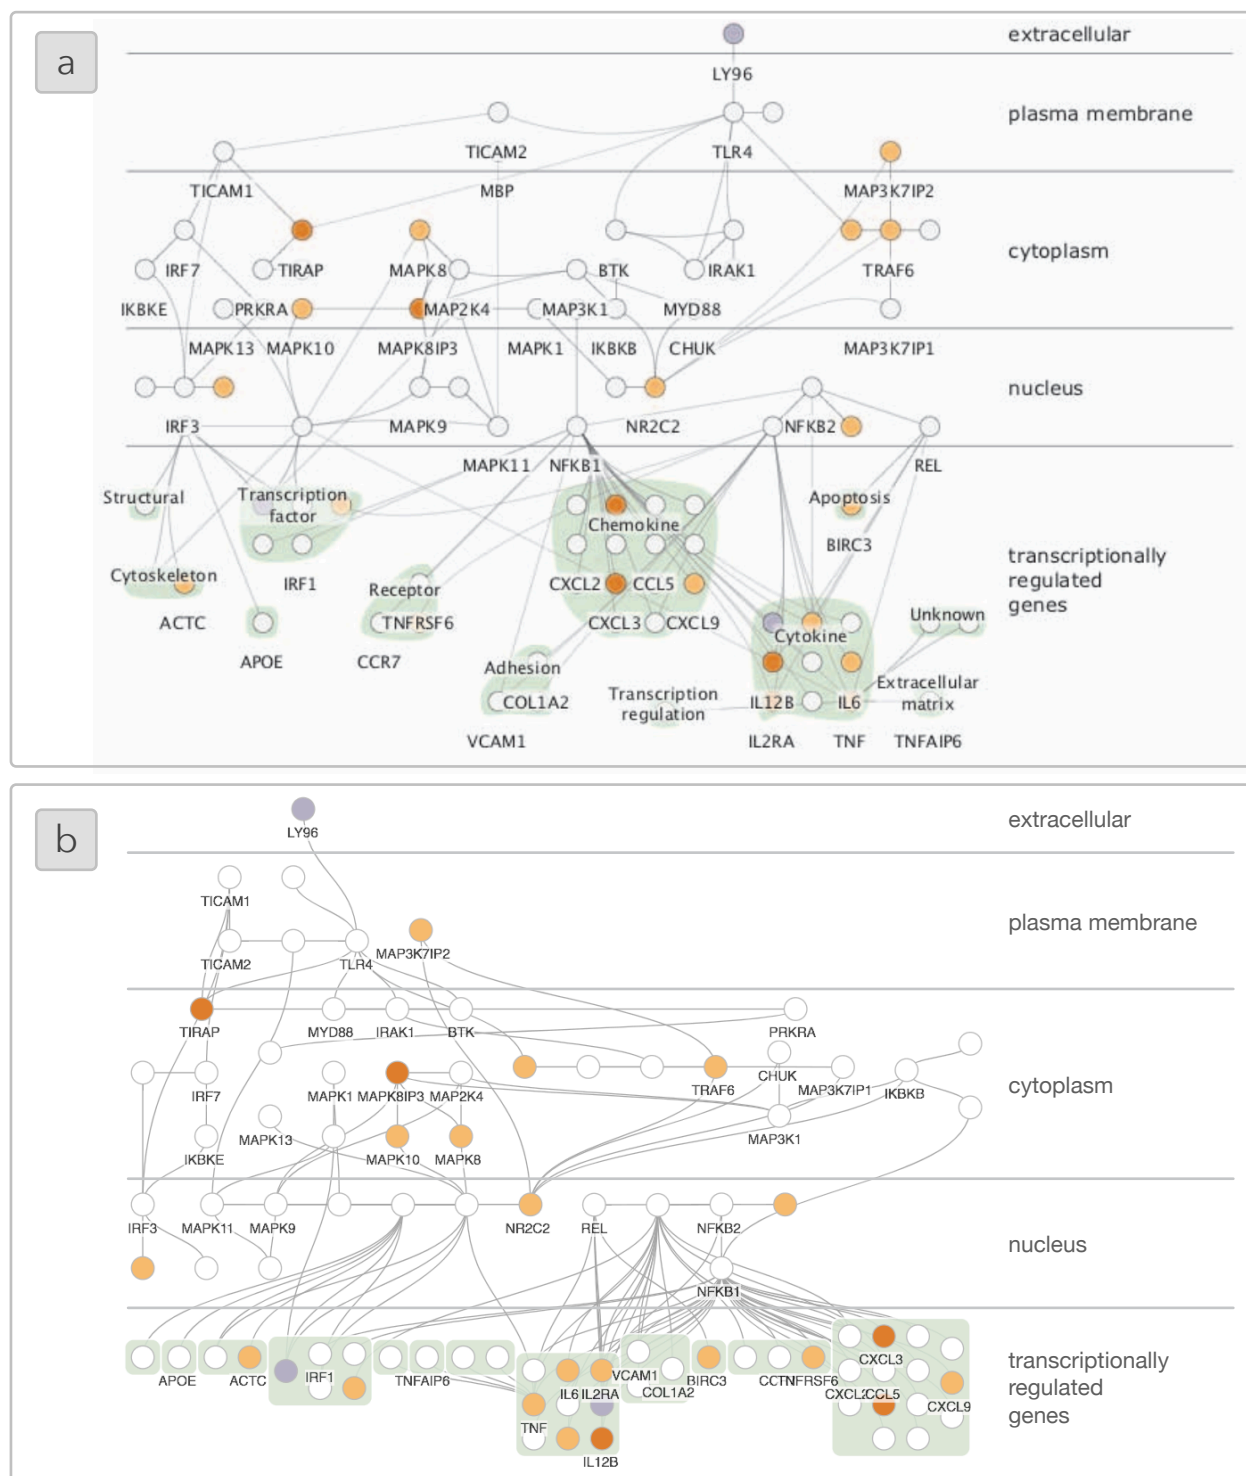 a
extracellular
LY96
plasma membrane
TICAM2
TLR4
TICAM1
MBP
MAP3K7IP2
cytoplasm
IRF7
TIRAP
MAPK8
BTK
IRAK1
TRAF6
IKBKE
PRKRA
MAP2K4
MAP3K1
MYD88
MAPK13
MAPK10
MAPK8IP3
MAPK1
IKBKB
CHUK
MAP3K7IP1
nucleus
IRF3
MAPK9
NR2C2
NFKB2
MAPK11
NFKB1
REL
Structural
Transcription
factor
Chemokine
Apoptosis
BIRC3
transcriptionally
regulated
genes
Cytoskeleton
IRF1
Receptor
CXCL2
CCL5
ACTC
TNFRSF6
CXCL3
CXCL9
Cytokine
Unknown
APOE
CCR7
Adhesion
COL1A2
Transcription
regulation
IL12B
IL6
Extracellular
matrix
VCAM1
IL2RA
TNF
TNFAIP6
b
extracellular
LY96
plasma membrane
TICAM1
TICAM2
TLR4
MAP3K7IP2
cytoplasm
TIRAP
MYD88
IRAK1
BTK
PRKRA
IRF7
MAPK1
MAPK8IP3
MAP2K4
TRAF6
CHUK
MAP3K7IP1
IKBKB
MAPK13
MAP3K1
IKBKE
MAPK10
MAPK8
nucleus
IRF3
MAPK11
MAPK9
NR2C2
REL
NFKB2
NFKB1
transcriptionally
regulated
genes
APOE
ACTC
IRF1
TNFAIP6
IL6
IL2RA
VCAM1
COL1A2
BIRC3
TNFRSF6
CXCL3
CXCL2
CCL5
CXCL9
TNF
IL12B